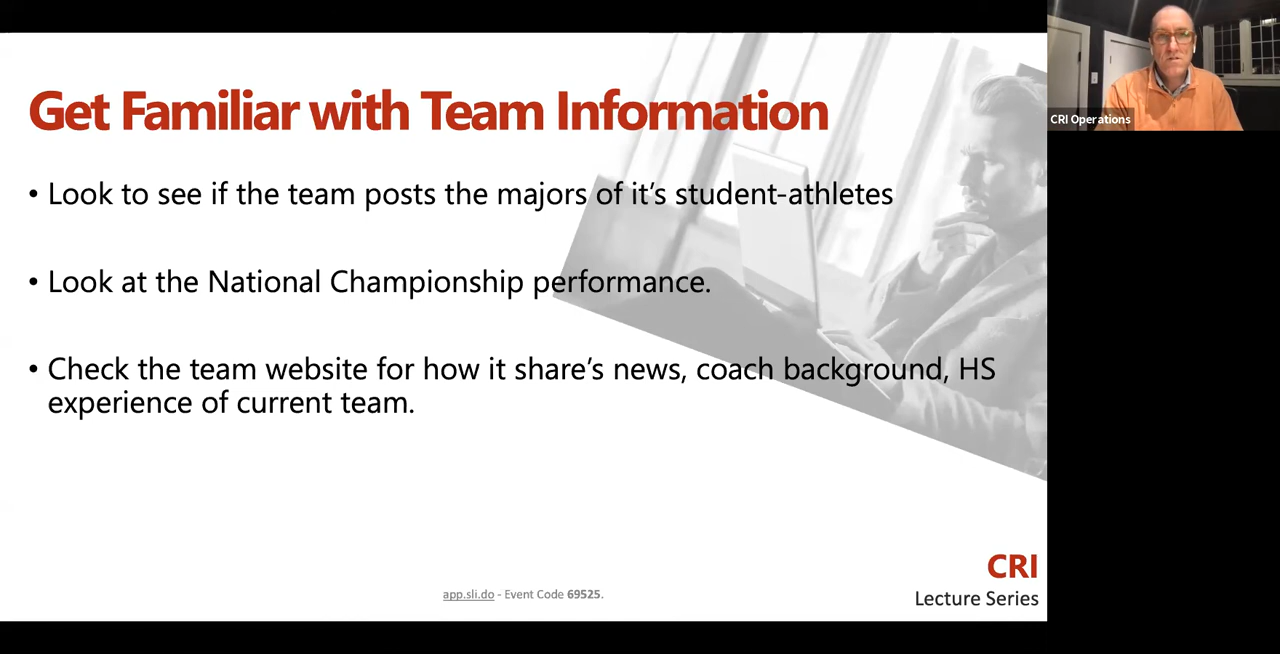 Get Familiar with Team Information
• Look to see if the team posts the majors of it’s student-athletes
• Look at the National Championship performance.
• Check the team website for how it share’s news, coach background, HS
experience of current team.
app.sli.do - Event Code 69525.
CRI
Lecture Series
CRI Operations